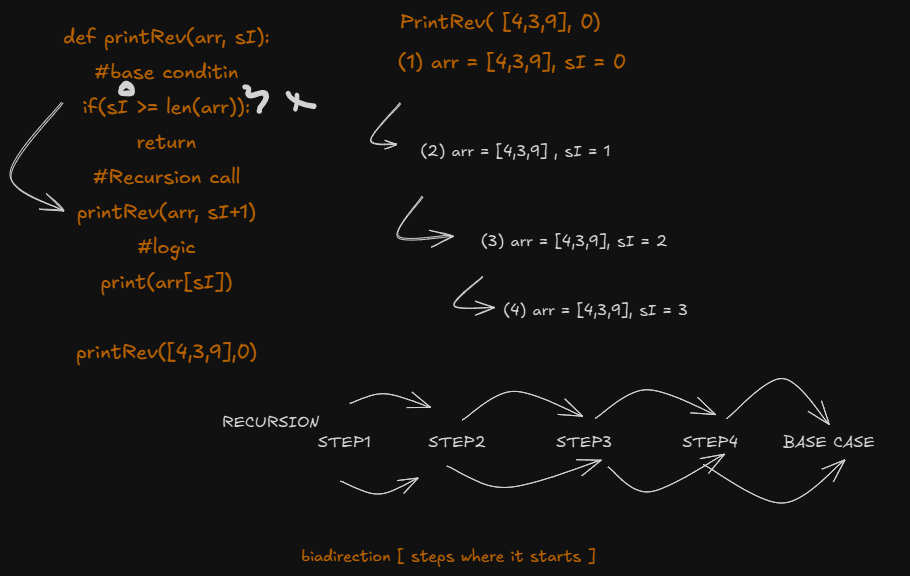 def printRev(arr, sI):
#base conditin
if(sI >= len(arr)):
0 3 x
return
#Recursion call
printRev(arr, sI+1)
#logic
print(arr[sI])
printRev([4,3,9],0)
PrintRev( [4,3,9], 0)
(1) arr = [4,3,9], sI = 0
(2) arr = [4,3,9] , sI = 1
(3) arr = [4,3,9], sI = 2
(4) arr = [4,3,9], sI = 3
RECURSION
STEP1 STEP2 STEP3 STEP4 BASE CASE
biadirection [ steps where it starts ]